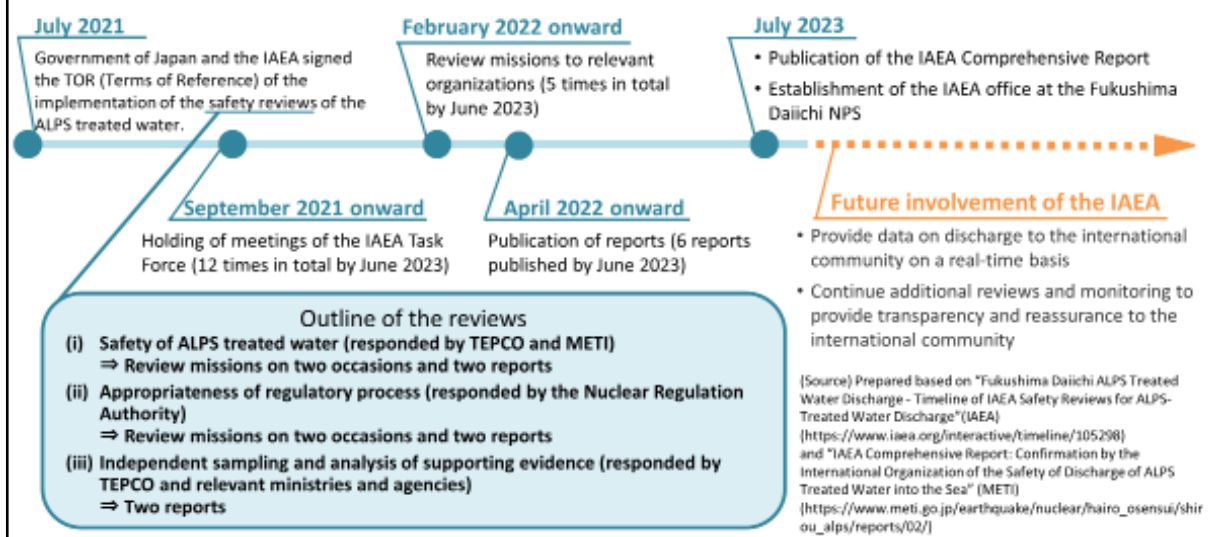 July 2021
Government of Japan and the IAEA signed
the TOR (Terms of Reference) of the
implementation of the safety reviews of the
ALPS treated water.
February 2022 onward
Review missions to relevant
organizations (5 times in total
by June 2023)
July 2023
• Publication of the IAEA Comprehensive Report
• Establishment of the IAEA office at the Fukushima
Daiichi NPS
September 2021 onward
Holding of meetings of the IAEA Task
Force (12 times in total by June 2023)
April 2022 onward
Publication of reports (6 reports
published by June 2023)
Future involvement of the IAEA
• Provide data on discharge to the international
community on a real-time basis
• Continue additional reviews and monitoring to
provide transparency and reassurance to the
international community
Outline of the reviews
(i) Safety of ALPS treated water (responded by TEPCO and METI)
⇒ Review missions on two occasions and two reports
(ii) Appropriateness of regulatory process (responded by the Nuclear Regulation
Authority)
⇒ Review missions on two occasions and two reports
(iii) Independent sampling and analysis of supporting evidence (responded by
TEPCO and relevant ministries and agencies)
⇒ Two reports
(Source) Prepared based on "Fukushima Daiichi ALPS Treated
Water Discharge - Timeline of IAEA Safety Reviews for ALPS-
Treated Water Discharge"(IAEA)
(https://www.iaea.org/interactive/timeline/105298)
and "IAEA Comprehensive Report: Confirmation by the
International Organization of the Safety of Discharge of ALPS
Treated Water into the Sea" (METI)
(https://www.meti.go.jp/earthquake/nuclear/hairo_osensui/shir
ou_alps/reports/02/)